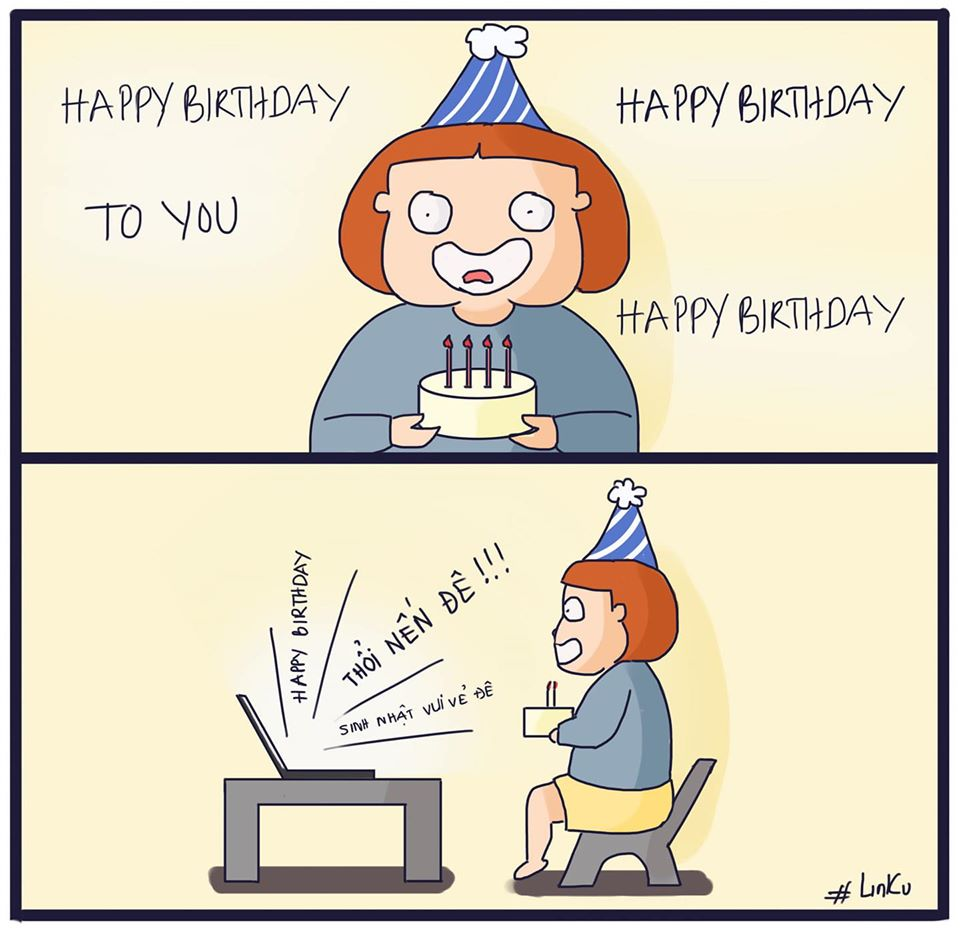 HAPPY BIRTHDAY
HAPPY BIRTHDAY
TO YOU
HAPPY BIRTHDAY
HAPPY BIRTHDAY
THỔI NẾN ĐÊ!!!
SINH NHẬT VUI VẺ ĐÊ
# LinKu